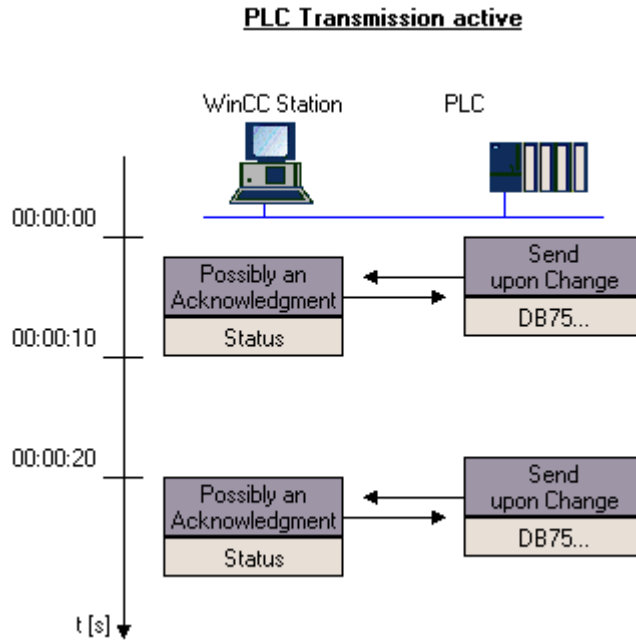 PLC Transmission active
WinCC Station
PLC
00:00:00
Send
upon Change
Possibly an
Acknowledgment
DB75...
Status
00:00:10
00:00:20
Send
upon Change
Possibly an
Acknowledgment
DB75...
Status
t [s]